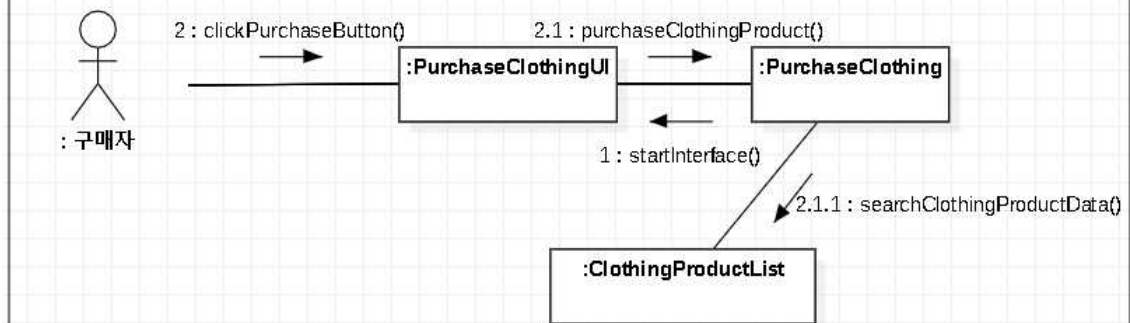 2 : clickPurchaseButton()
2.1 : purchaseClothingProduct()
:PurchaseClothingUI
:PurchaseClothing
: 구매자
1 : startInterface()
2.1.1 : searchClothingProductData()
:ClothingProductList